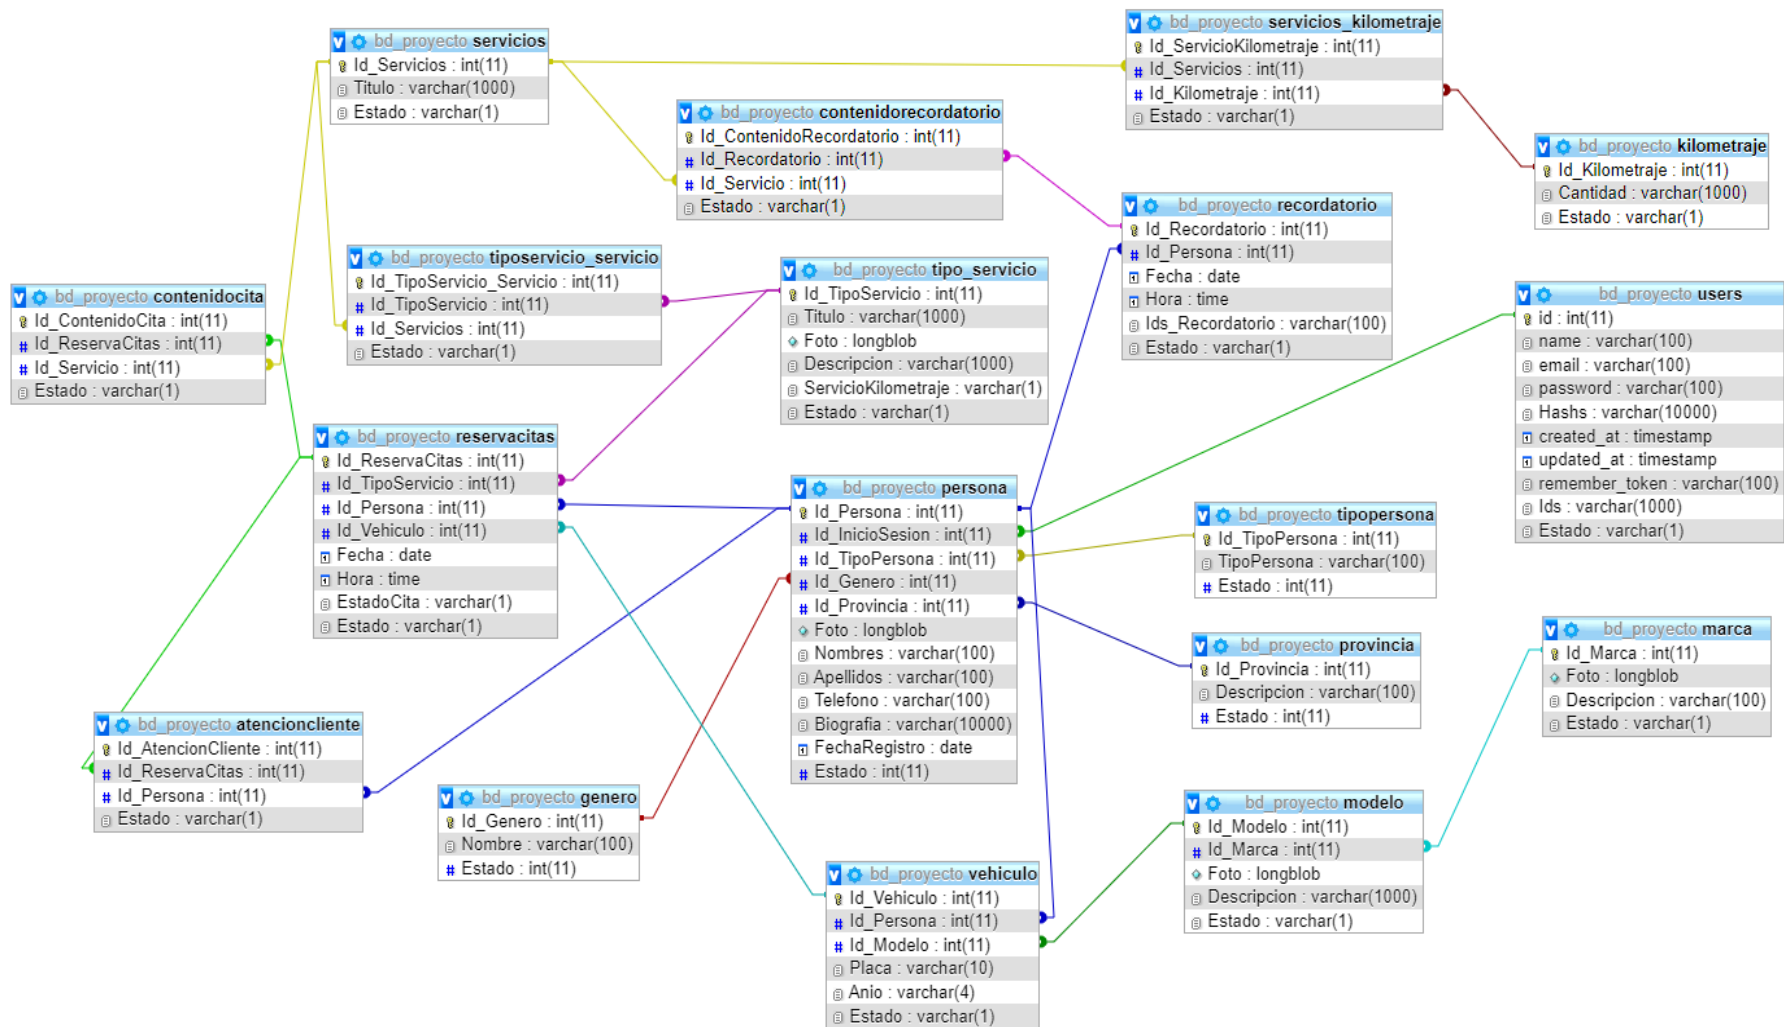 bd_proyecto servicios
Id_Servicios : int(11)
Titulo : varchar(1000)
Estado : varchar(1)
bd_proyecto servicios_kilometraje
Id_ServicioKilometraje : int(11)
Id_Servicios : int(11)
Id_Kilometraje : int(11)
Estado : varchar(1)
bd_proyecto contenidorecordatorio
Id_ContenidoRecordatorio : int(11)
Id_Recordatorio : int(11)
Id_Servicio : int(11)
Estado : varchar(1)
bd_proyecto kilometraje
Id_Kilometraje : int(11)
Cantidad : varchar(1000)
Estado : varchar(1)
bd_proyecto recordatorio
Id_Recordatorio : int(11)
Id_Persona : int(11)
Fecha : date
Hora : time
Ids_Recordatorio : varchar(100)
Estado : varchar(1)
bd_proyecto tiposervicio_servicio
Id_TipoServicio_Servicio : int(11)
Id_TipoServicio : int(11)
Id_Servicios : int(11)
Estado : varchar(1)
bd_proyecto tipo_servicio
Id_TipoServicio : int(11)
Titulo : varchar(1000)
Foto : longblob
Descripcion : varchar(1000)
ServicioKilometraje : varchar(1)
Estado : varchar(1)
bd_proyecto contenidocita
Id_ContenidoCita : int(11)
Id_ReservaCitas : int(11)
Id_Servicio : int(11)
Estado : varchar(1)
bd_proyecto users
id : int(11)
name : varchar(100)
email : varchar(100)
password : varchar(100)
Hashs : varchar(10000)
created_at : timestamp
updated_at : timestamp
remember_token : varchar(100)
Ids : varchar(1000)
Estado : varchar(1)
bd_proyecto reservacitas
Id_ReservaCitas : int(11)
Id_TipoServicio : int(11)
Id_Persona : int(11)
Id_Vehiculo : int(11)
Fecha : date
Hora : time
EstadoCita : varchar(1)
Estado : varchar(1)
bd_proyecto persona
Id_Persona : int(11)
Id_InicioSesion : int(11)
Id_TipoPersona : int(11)
Id_Genero : int(11)
Id_Provincia : int(11)
Foto : longblob
Nombres : varchar(100)
Apellidos : varchar(100)
Telefono : varchar(100)
Biografia : varchar(10000)
FechaRegistro : date
Estado : int(11)
bd_proyecto tipopersona
Id_TipoPersona : int(11)
TipoPersona : varchar(100)
Estado : int(11)
bd_proyecto provincia
Id_Provincia : int(11)
Descripcion : varchar(100)
Estado : int(11)
bd_proyecto marca
Id_Marca : int(11)
Foto : longblob
Descripcion : varchar(100)
Estado : varchar(1)
bd_proyecto atencioncliente
Id_AtencionCliente : int(11)
Id_ReservaCitas : int(11)
Id_Persona : int(11)
Estado : varchar(1)
bd_proyecto genero
Id_Genero : int(11)
Nombre : varchar(100)
Estado : int(11)
bd_proyecto modelo
Id_Modelo : int(11)
Id_Marca : int(11)
Foto : longblob
Descripcion : varchar(1000)
Estado : varchar(1)
bd_proyecto vehiculo
Id_Vehiculo : int(11)
Id_Persona : int(11)
Id_Modelo : int(11)
Placa : varchar(10)
Anio : varchar(4)
Estado : varchar(1)